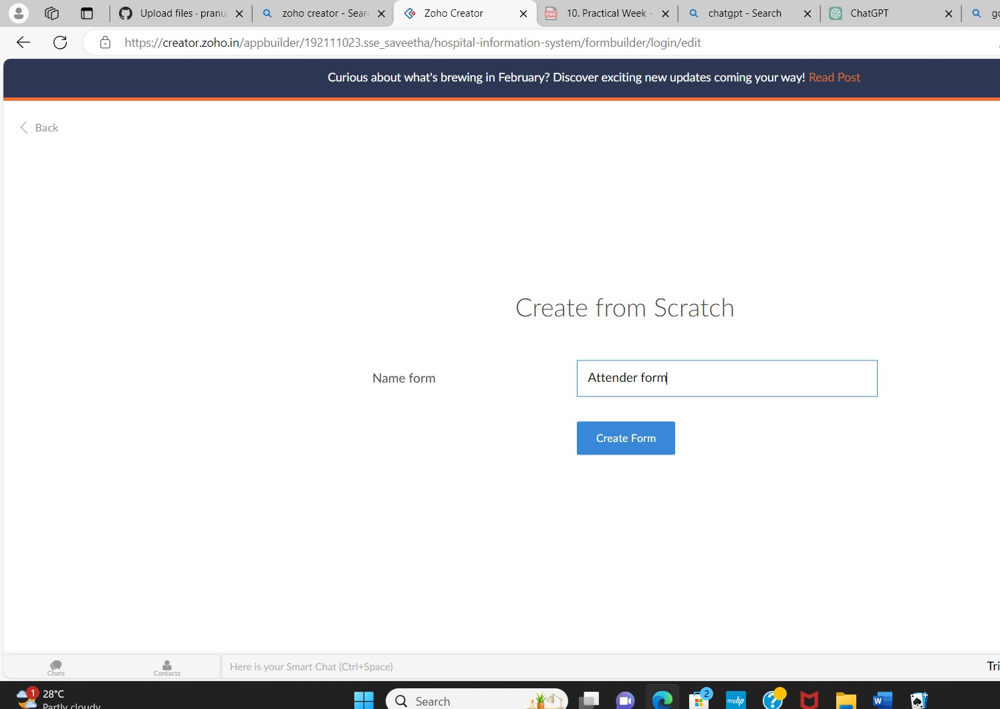 Upload files · pranu
zoho creator - Sear
Zoho Creator
10. Practical Week -
chatgpt - Search
ChatGPT
https://creator.zoho.in/appbuilder/192111023.sse_saveetha/hospital-information-system/formbuilder/login/edit
Curious about what's brewing in February? Discover exciting new updates coming your way! Read Post
Back
Create from Scratch
Name form
Attender form
Create Form
Chats
Contacts
Here is your Smart Chat (Ctrl+Space)
Tri
1
28°C
Partly cloudy
Search
2
myhp
?
W